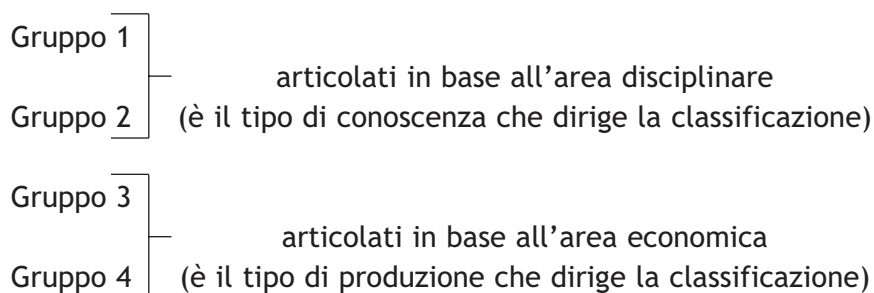 Gruppo 1
articolati in base all’area disciplinare
Gruppo 2 (è il tipo di conoscenza che dirige la classificazione)
Gruppo 3
articolati in base all’area economica
Gruppo 4 (è il tipo di produzione che dirige la classificazione)